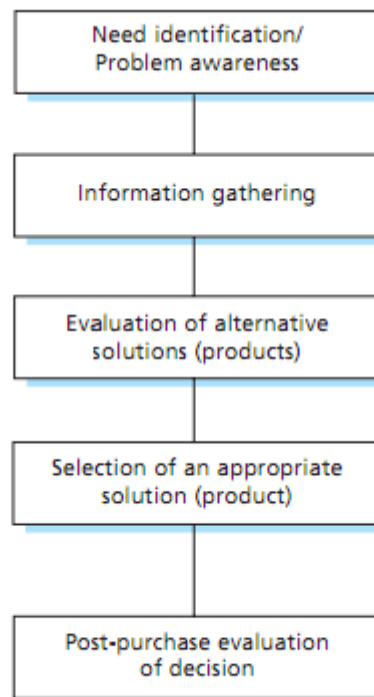 Need identification/
Problem awareness
Information gathering
Evaluation of alternative
solutions (products)
Selection of an appropriate
solution (product)
Post-purchase evaluation
of decision